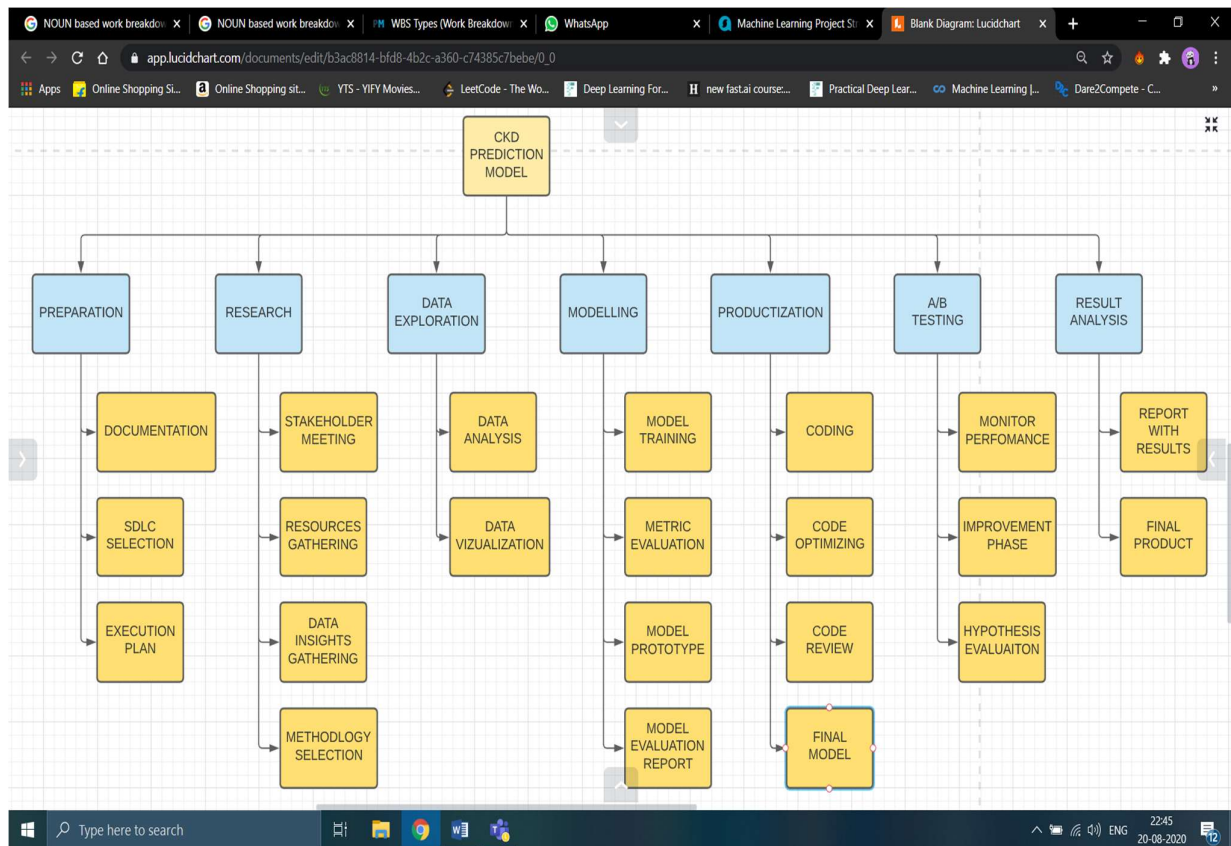 NOUN based work breakdow
NOUN based work breakdow
PM WBS Types (Work Breakdow
WhatsApp
Machine Learning Project Str
Blank Diagram: Lucidchart
app.lucidchart.com/documents/edit/b3ac8814-bfd8-4b2c-a360-c74385c7bebe/0_0
Apps
Online Shopping Si...
Online Shopping sit...
YTS - YIFY Movies...
LeetCode - The Wo...
Deep Learning For...
H new fast.ai course:...
Practical Deep Lear...
Machine Learning |...
Dare2Compete - C...
CKD
PREDICTION
MODEL
PREPARATION
RESEARCH
DATA
EXPLORATION
MODELLING
PRODUCTIZATION
A/B
TESTING
RESULT
ANALYSIS
DOCUMENTATION
STAKEHOLDER
MEETING
DATA
ANALYSIS
MODEL
TRAINING
CODING
MONITOR
PERFOMANCE
REPORT
WITH
RESULTS
SDLC
SELECTION
RESOURCES
GATHERING
DATA
VIZUALIZATION
METRIC
EVALUATION
CODE
OPTIMIZING
IMPROVEMENT
PHASE
FINAL
PRODUCT
EXECUTION
PLAN
DATA
INSIGHTS
GATHERING
MODEL
PROTOTYPE
CODE
REVIEW
HYPOTHESIS
EVALUAITON
METHODLOGY
SELECTION
MODEL
EVALUATION
REPORT
FINAL
MODEL
Type here to search
ENG
22:45
20-08-2020
12